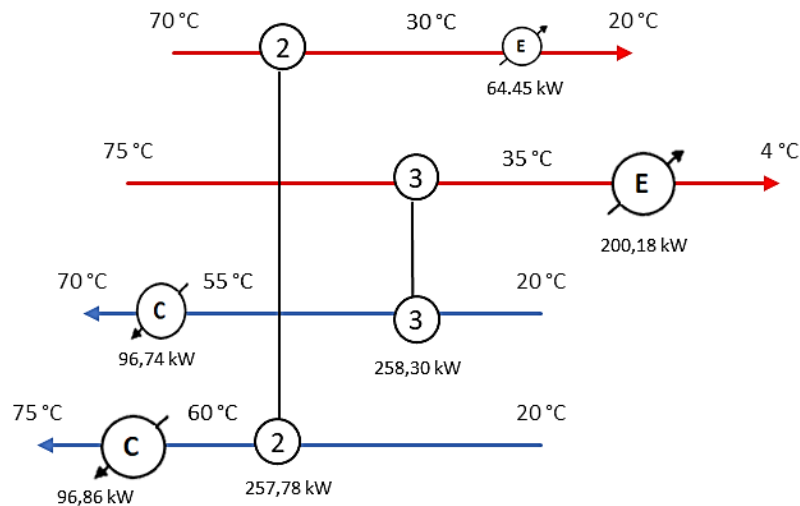 70 °C 30 °C 20 °C
2 E
64.45 kW
75 °C 35 °C 4 °C
3 E
200,18 kW
70 °C 55 °C 20 °C
C 3
96,74 kW 258,30 kW
75 °C 60 °C 20 °C
C 2
96,86 kW 257,78 kW